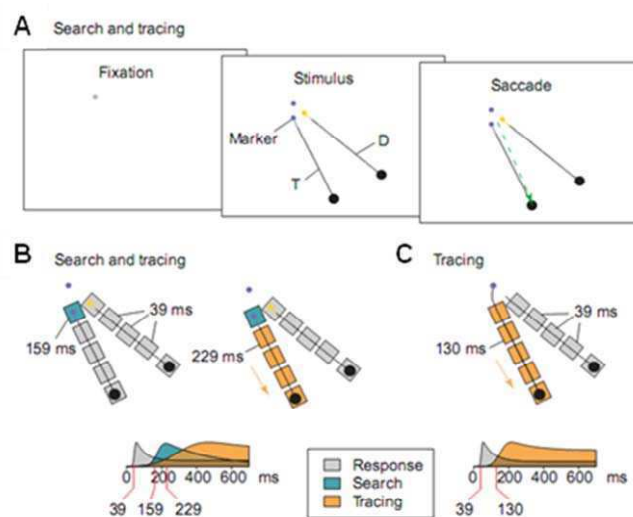 A Search and tracing
Fixation
Stimulus
Saccade
Marker
D
T
B Search and tracing
C Tracing
39 ms
159 ms
229 ms
39 ms
130 ms
0 200 400 600 ms
39 159 229
Response
Search
Tracing
0 200 400 600 ms
39 130